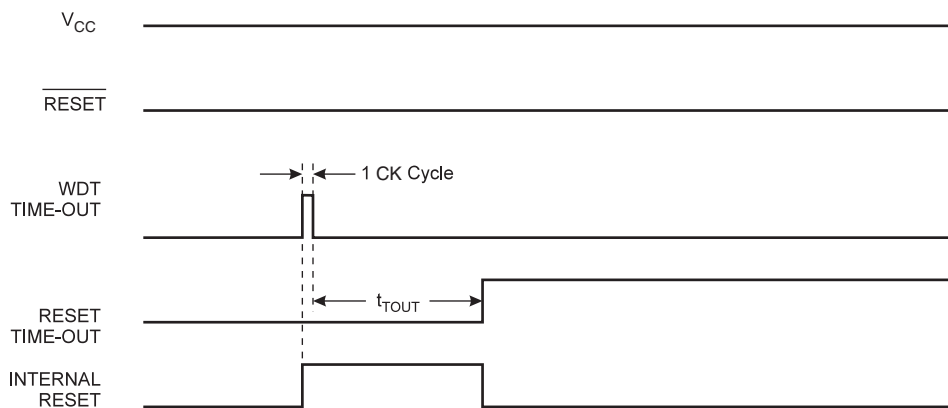 VCC
RESET
1 CK Cycle
WDT
TIME-OUT
tTOUT
RESET
TIME-OUT
INTERNAL
RESET